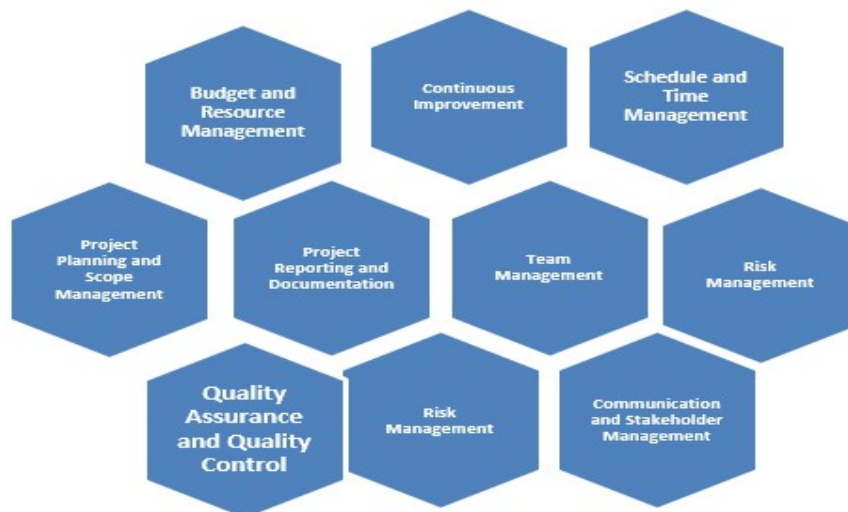 Budget and
Resource
Management
Continuous
Improvement
Schedule and
Time
Management
Project
Planning and
Scope
Management
Project
Reporting and
Documentation
Team
Management
Risk
Management
Quality
Assurance
and Quality
Control
Risk
Management
Communication
and Stakeholder
Management